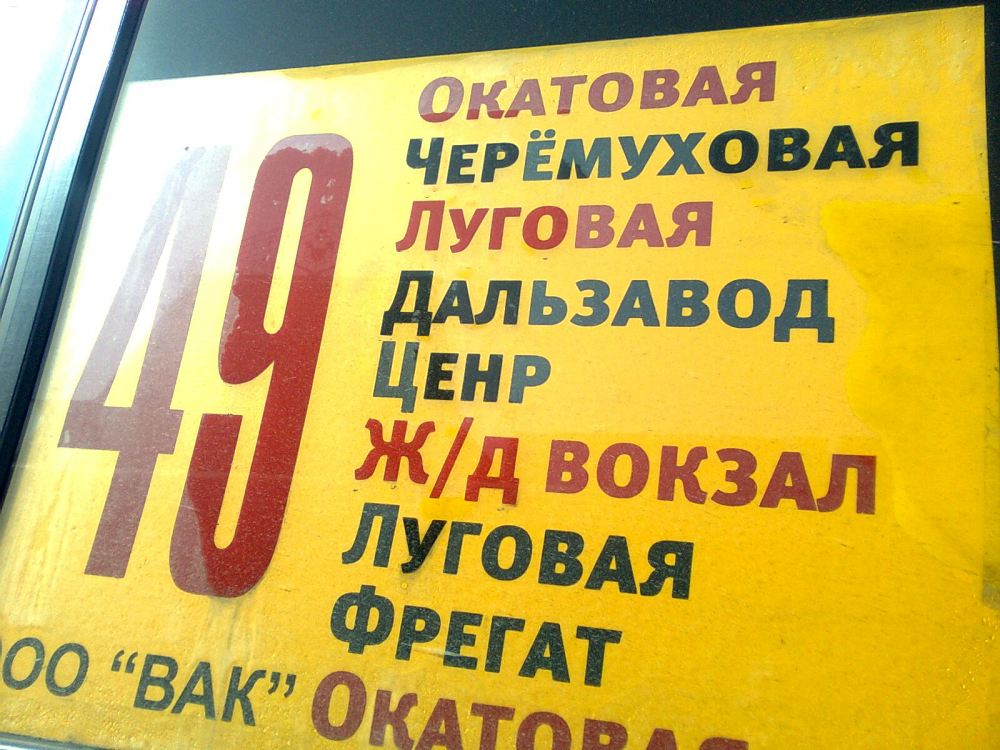 49
Окатовая
Черёмуховая
Луговая
Дальзавод
Ценр
Ж/д вокзал
Луговая
Фрегат
ООО “ВАК”
Окатовая